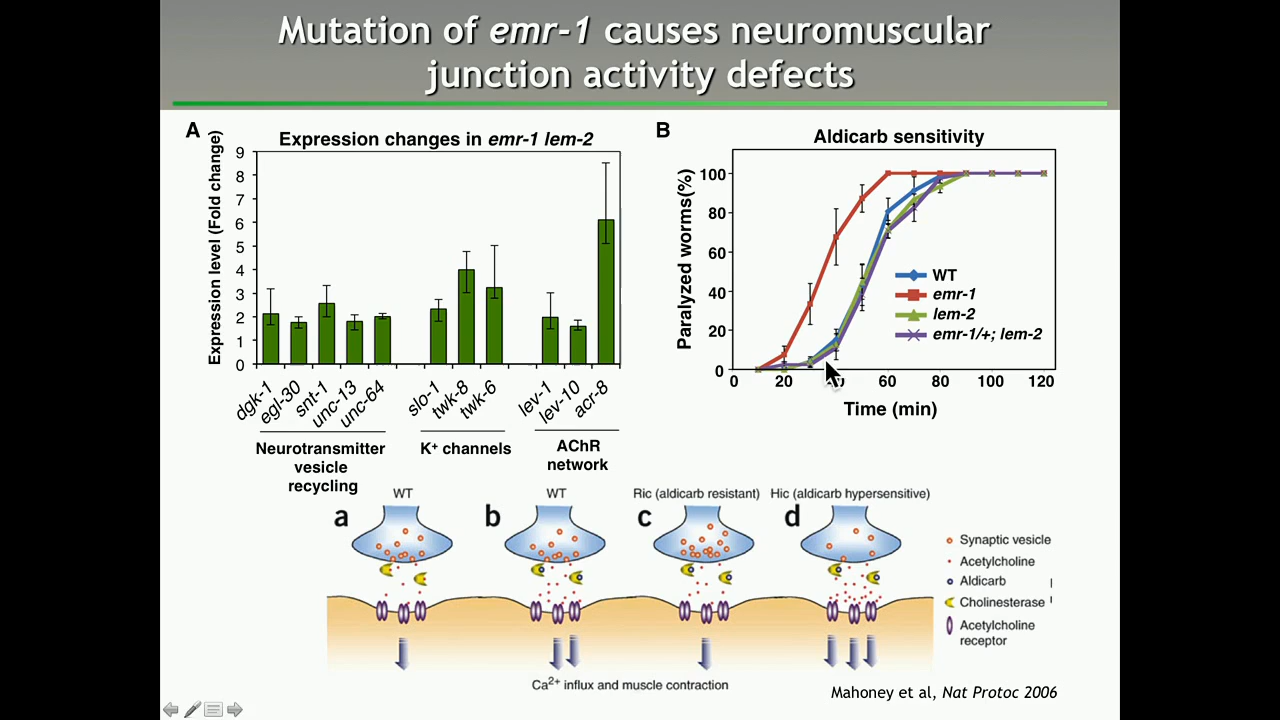 Mutation of emr-1 causes neuromuscular
junction activity defects
A
Expression changes in emr-1 lem-2
Expression level (Fold change)
9
8
7
6
5
4
3
2
1
0
dgk-1
egl-30
snt-1
unc-13
unc-64
slo-1
twk-8
twk-6
lev-1
lev-10
acr-8
Neurotransmitter
vesicle
recycling
K+ channels
AChR
network
B
Aldicarb sensitivity
Paralyzed worms(%)
100
80
60
40
20
0
WT
emr-1
lem-2
emr-1/+; lem-2
0 20 40 60 80 100 120
Time (min)
WT
WT
Ric (aldicarb resistant)
Hic (aldicarb hypersensitive)
a
b
c
d
Synaptic vesicle
Acetylcholine
Aldicarb
Cholinesterase
Acetylcholine
receptor
Ca2+ influx and muscle contraction
Mahoney et al, Nat Protoc 2006